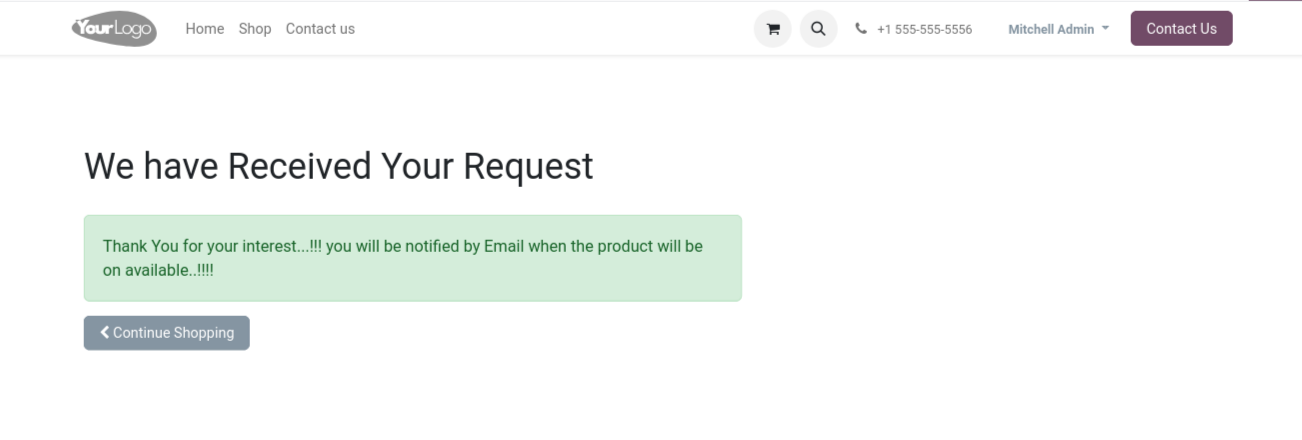 YourLogo Home Shop Contact us +1 555-555-5556 Mitchell Admin Contact Us
We have Received Your Request
Thank You for your interest...!!! you will be notified by Email when the product will be
on available..!!!!
Continue Shopping